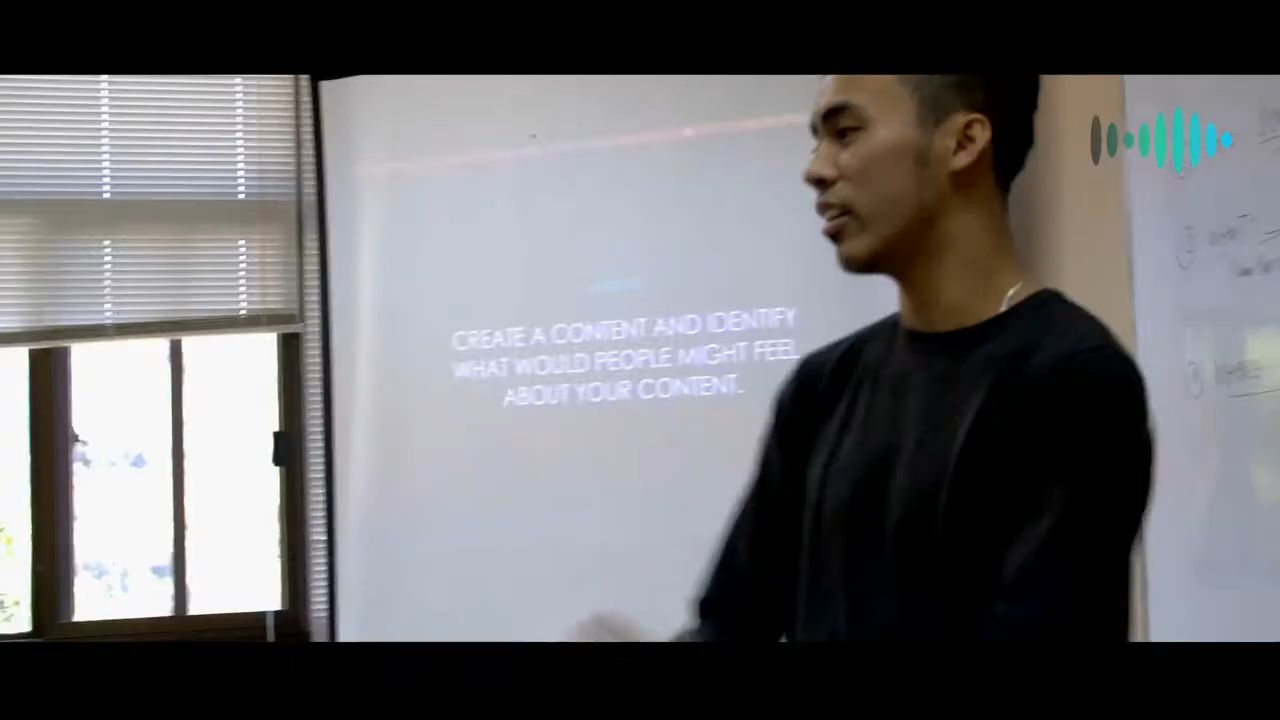 CREATE A CONTENT AND IDENTIFY
WHAT WOULD PEOPLE MIGHT FEEL
ABOUT YOUR CONTENT.